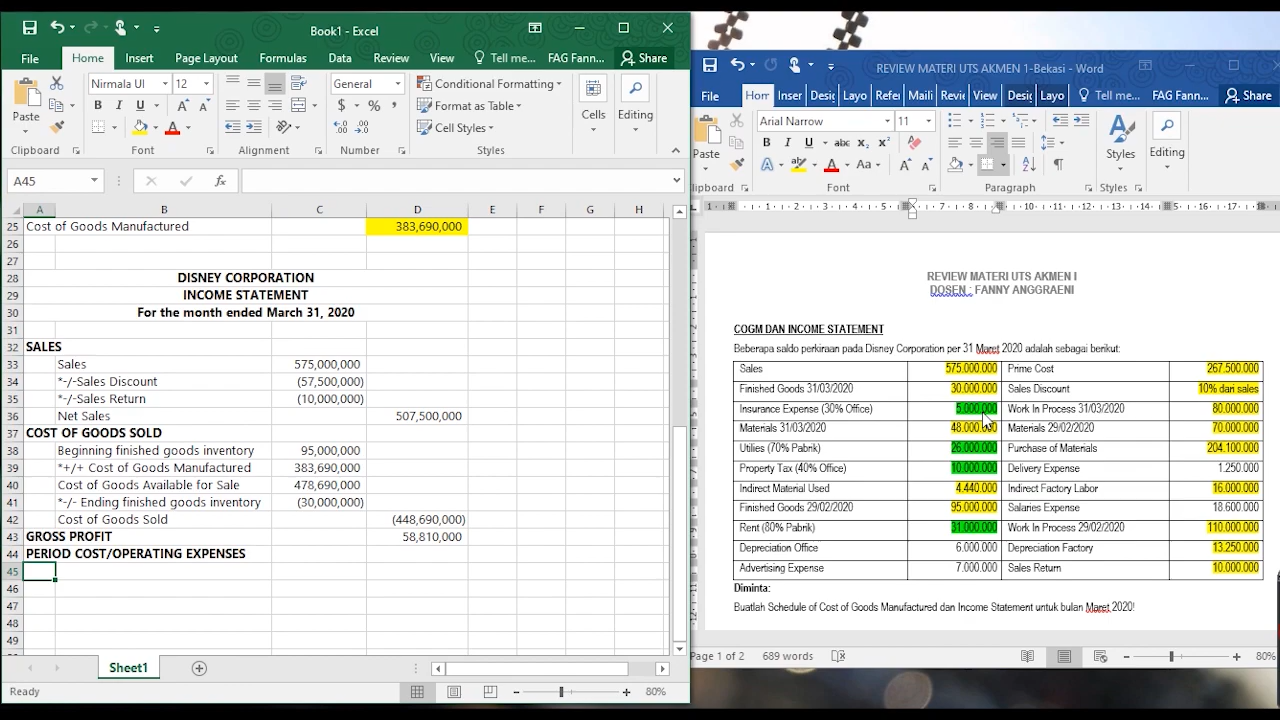 Book1 - Excel
File Home Insert Page Layout Formulas Data Review View Tell me... FAG Fann... Share
Nirmala UI 12 General Conditional Formatting
Format as Table
Cell Styles
Paste Cells Editing
Clipboard Font Alignment Number Styles
A45
A B C D E F G H
25 Cost of Goods Manufactured 383,690,000
26
27
28 DISNEY CORPORATION
29 INCOME STATEMENT
30 For the month ended March 31, 2020
31
32 SALES
33 Sales 575,000,000
34 *-/-Sales Discount (57,500,000)
35 *-/-Sales Return (10,000,000)
36 Net Sales 507,500,000
37 COST OF GOODS SOLD
38 Beginning finished goods inventory 95,000,000
39 *+/+ Cost of Goods Manufactured 383,690,000
40 Cost of Goods Available for Sale 478,690,000
41 *-/- Ending finished goods inventory (30,000,000)
42 Cost of Goods Sold (448,690,000)
43 GROSS PROFIT 58,810,000
44 PERIOD COST/OPERATING EXPENSES
45
46
47
48
49
Sheet1
Ready 80%
REVIEW MATERI UTS AKMEN 1-Bekasi - Word
File Hom Inser Desig Layo Refer Maili Revie View Desig Layo Tell me... FAG Fann... Share
Arial Narrow 11
Paste Styles Editing
lipboard Font Paragraph Styles
REVIEW MATERI UTS AKMEN I
DOSEN : FANNY ANGGRAENI
COGM DAN INCOME STATEMENT
Beberapa saldo perkiraan pada Disney Corporation per 31 Maret 2020 adalah sebagai berikut:
Sales 575.000.000 Prime Cost 267.500.000
Finished Goods 31/03/2020 30.000.000 Sales Discount 10% dari sales
Insurance Expense (30% Office) 5.000.000 Work In Process 31/03/2020 80.000.000
Materials 31/03/2020 48.000.000 Materials 29/02/2020 70.000.000
Utilies (70% Pabrik) 26.000.000 Purchase of Materials 204.100.000
Property Tax (40% Office) 10.000.000 Delivery Expense 1.250.000
Indirect Material Used 4.440.000 Indirect Factory Labor 16.000.000
Finished Goods 29/02/2020 95.000.000 Salaries Expense 18.600.000
Rent (80% Pabrik) 31.000.000 Work In Process 29/02/2020 110.000.000
Depreciation Office 6.000.000 Depreciation Factory 13.250.000
Advertising Expense 7.000.000 Sales Return 10.000.000
Diminta:
Buatlah Schedule of Cost of Goods Manufactured dan Income Statement untuk bulan Maret 2020!
Page 1 of 2 689 words 80%